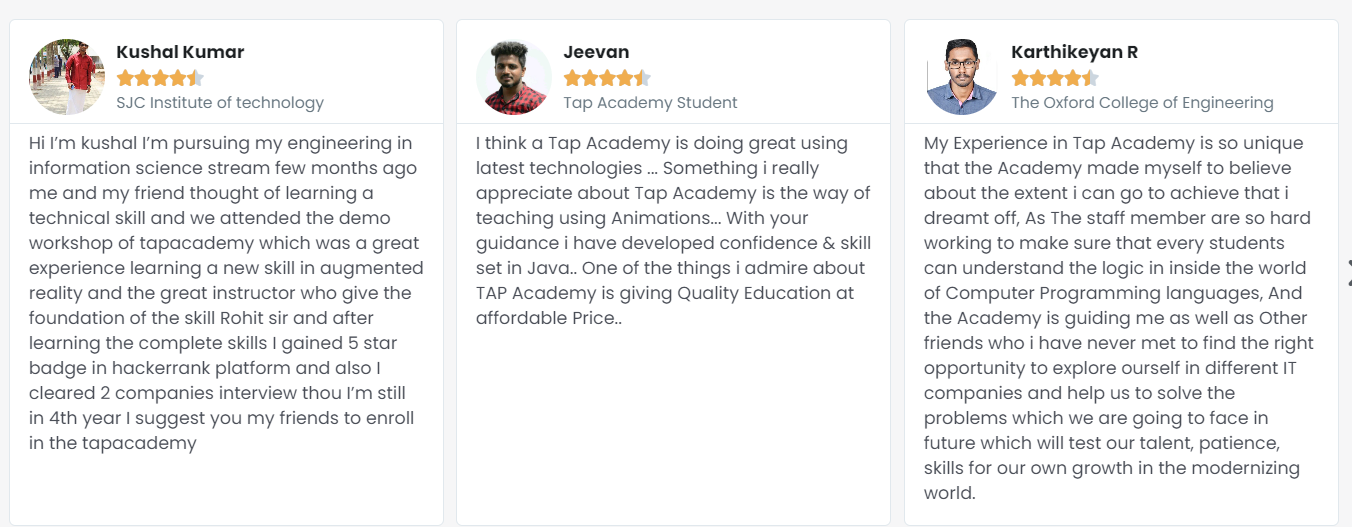 Kushal Kumar
SJC Institute of technology
Hi I’m kushal I’m pursuing my engineering in
information science stream few months ago
me and my friend thought of learning a
technical skill and we attended the demo
workshop of tapacademy which was a great
experience learning a new skill in augmented
reality and the great instructor who give the
foundation of the skill Rohit sir and after
learning the complete skills I gained 5 star
badge in hackerrank platform and also I
cleared 2 companies interview thou I’m still
in 4th year I suggest you my friends to enroll
in the tapacademy
Jeevan
Tap Academy Student
I think a Tap Academy is doing great using
latest technologies ... Something i really
appreciate about Tap Academy is the way of
teaching using Animations... With your
guidance i have developed confidence & skill
set in Java.. One of the things i admire about
TAP Academy is giving Quality Education at
affordable Price..
Karthikeyan R
The Oxford College of Engineering
My Experience in Tap Academy is so unique
that the Academy made myself to believe
about the extent i can go to achieve that i
dreamt off, As The staff member are so hard
working to make sure that every students
can understand the logic in inside the world
of Computer Programming languages, And
the Academy is guiding me as well as Other
friends who i have never met to find the right
opportunity to explore ourself in different IT
companies and help us to solve the
problems which we are going to face in
future which will test our talent, patience,
skills for our own growth in the modernizing
world.